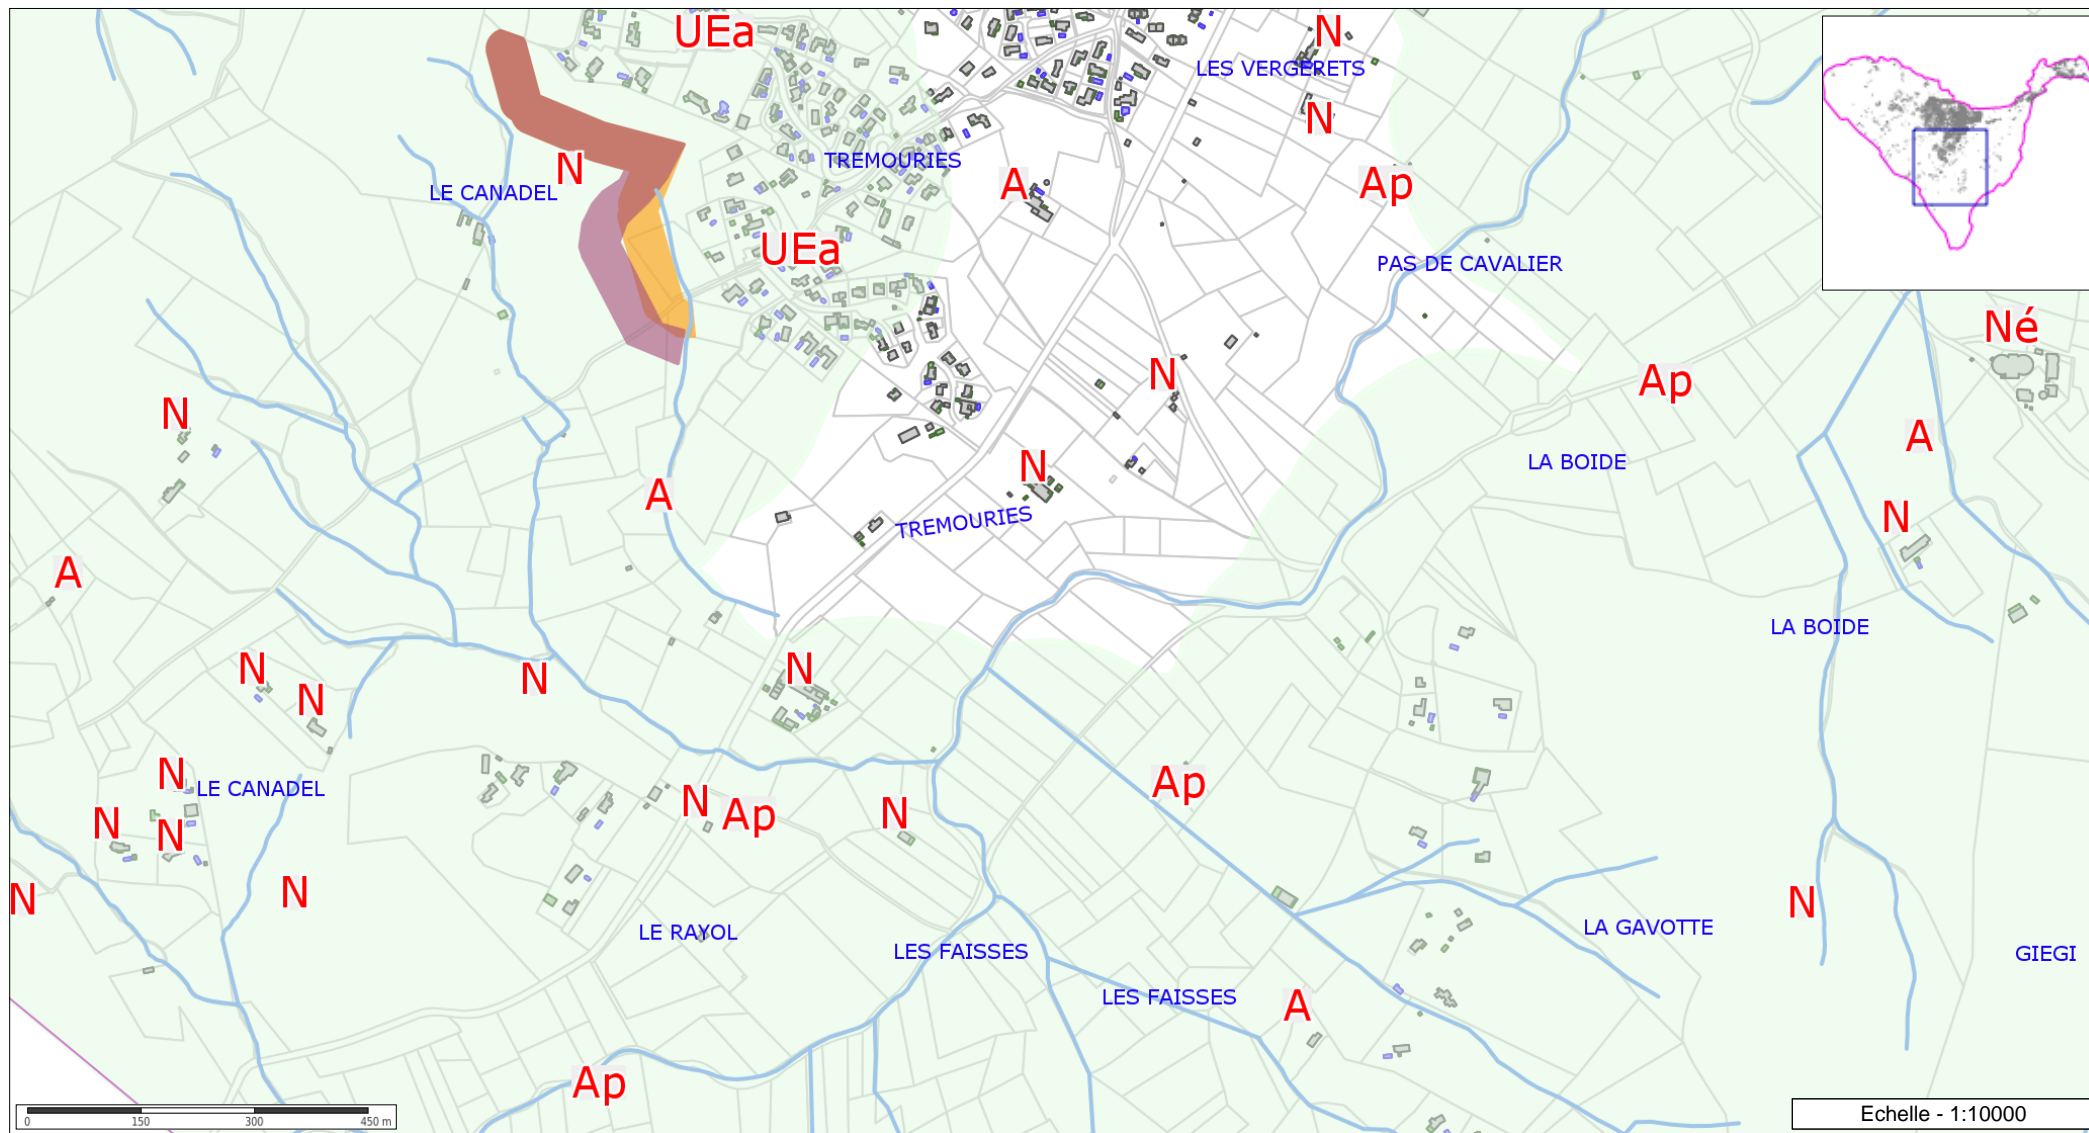 UEa
N
LES VERGERETS
N
TREMOURIES
N
LE CANADEL
A
Ap
UEa
PAS DE CAVALIER
Né
N
Ap
N
A
N
LA BOIDE
A
N
TREMOURIES
A
LA BOIDE
N
N
N
N
N
LE CANADEL
Ap
N
Ap
N
N
N
N
N
N
LE RAYOL
LES FAISSES
LA GAVOTTE
GIEGI
LES FAISSES
A
Ap
0 150 300 450 m
Echelle - 1:10000